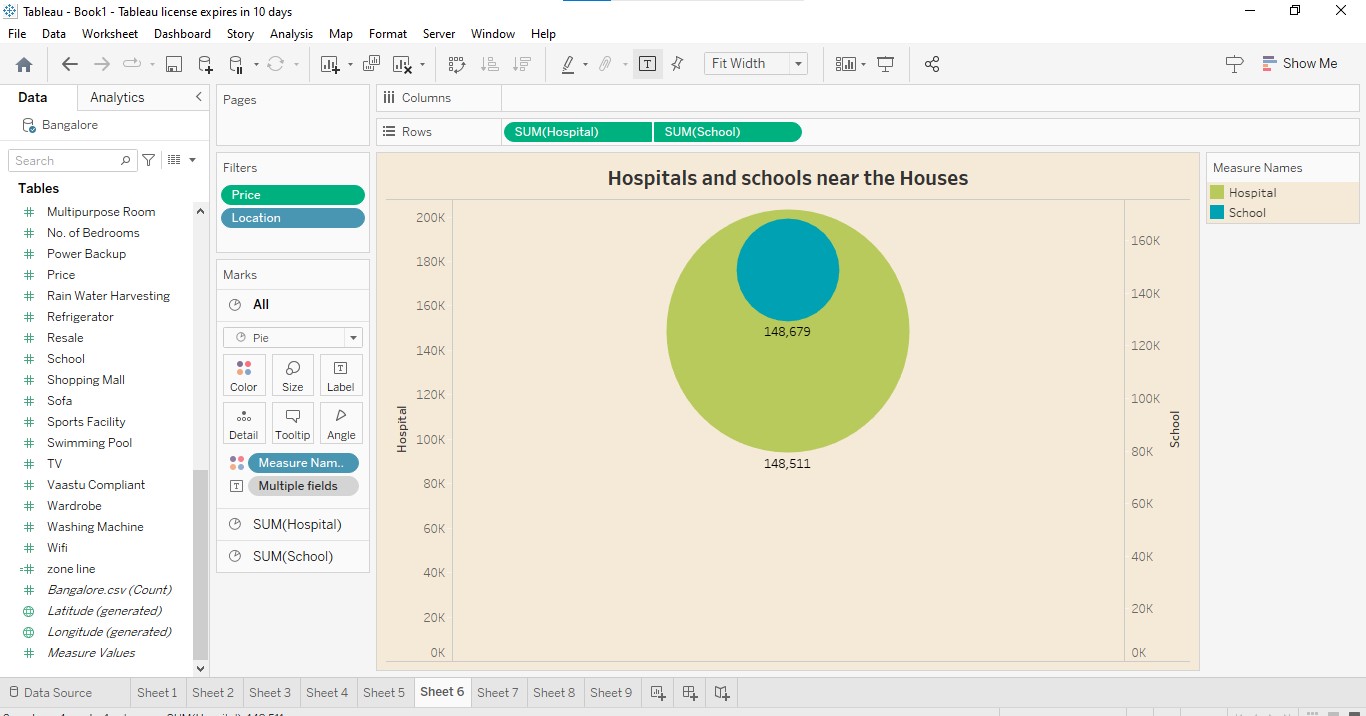 Tableau - Book1 - Tableau license expires in 10 days
File Data Worksheet Dashboard Story Analysis Map Format Server Window Help
Fit Width
Show Me
Data Analytics
Bangalore
Search
Tables
Multipurpose Room
No. of Bedrooms
Power Backup
Price
Rain Water Harvesting
Refrigerator
Resale
School
Shopping Mall
Sofa
Sports Facility
Swimming Pool
TV
Vaastu Compliant
Wardrobe
Washing Machine
Wifi
zone line
Bangalore.csv (Count)
Latitude (generated)
Longitude (generated)
Measure Values
Pages
Filters
Price
Location
Marks
All
Pie
Color Size Label
Detail Tooltip Angle
Measure Nam..
Multiple fields
SUM(Hospital)
SUM(School)
Columns
Rows SUM(Hospital) SUM(School)
Hospitals and schools near the Houses
200K
180K
160K
140K
120K
100K
80K
60K
40K
20K
0K
Hospital
148,679
148,511
160K
140K
120K
100K
80K
60K
40K
20K
0K
School
Measure Names
Hospital
School
Data Source Sheet 1 Sheet 2 Sheet 3 Sheet 4 Sheet 5 Sheet 6 Sheet 7 Sheet 8 Sheet 9